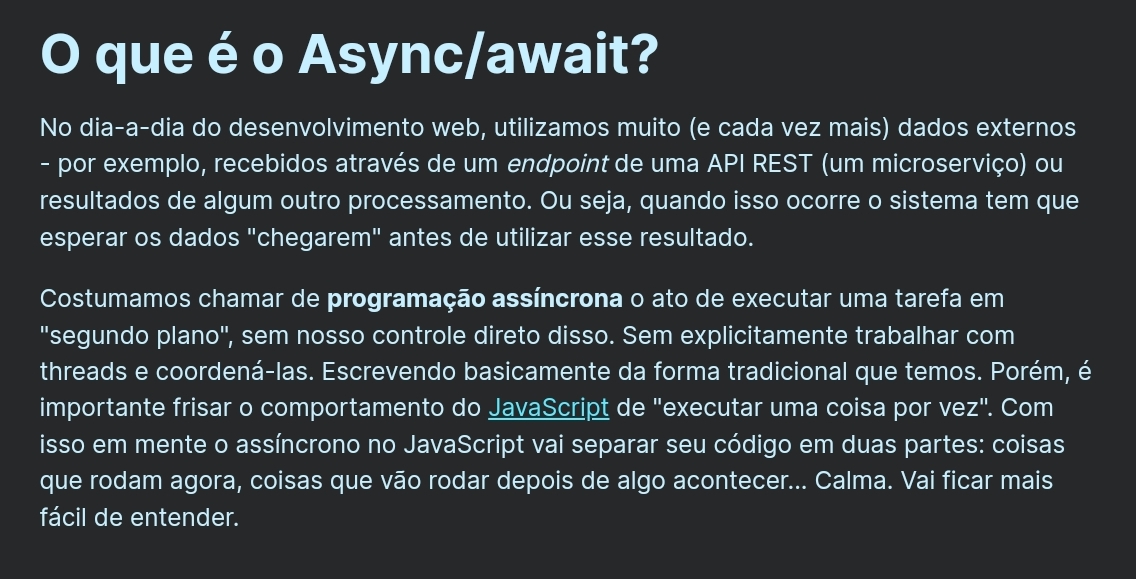 O que é o Async/await?
No dia-a-dia do desenvolvimento web, utilizamos muito (e cada vez mais) dados externos
- por exemplo, recebidos através de um endpoint de uma API REST (um microserviço) ou
resultados de algum outro processamento. Ou seja, quando isso ocorre o sistema tem que
esperar os dados "chegarem" antes de utilizar esse resultado.
Costumamos chamar de programação assíncrona o ato de executar uma tarefa em
"segundo plano", sem nosso controle direto disso. Sem explicitamente trabalhar com
threads e coordená-las. Escrevendo basicamente da forma tradicional que temos. Porém, é
importante frisar o comportamento do JavaScript de "executar uma coisa por vez". Com
isso em mente o assíncrono no JavaScript vai separar seu código em duas partes: coisas
que rodam agora, coisas que vão rodar depois de algo acontecer... Calma. Vai ficar mais
fácil de entender.